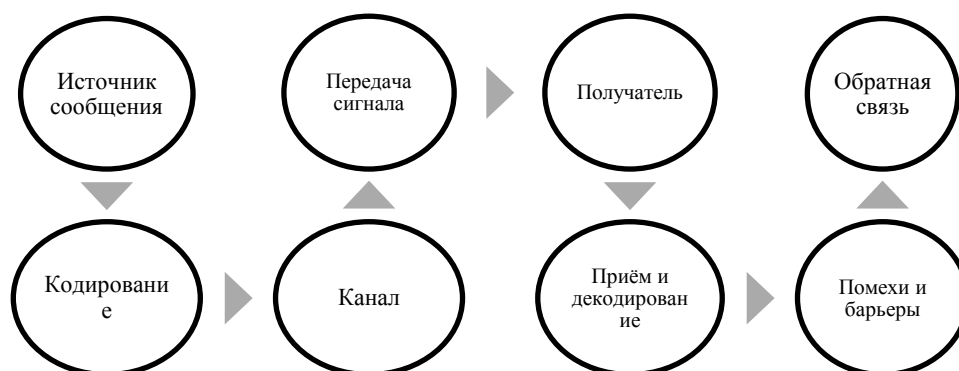 Источник
сообщения
Кодировани
е
Канал
Передача
сигнала
Получатель
Приём и
декодирован
ие
Помехи и
барьеры
Обратная
связь